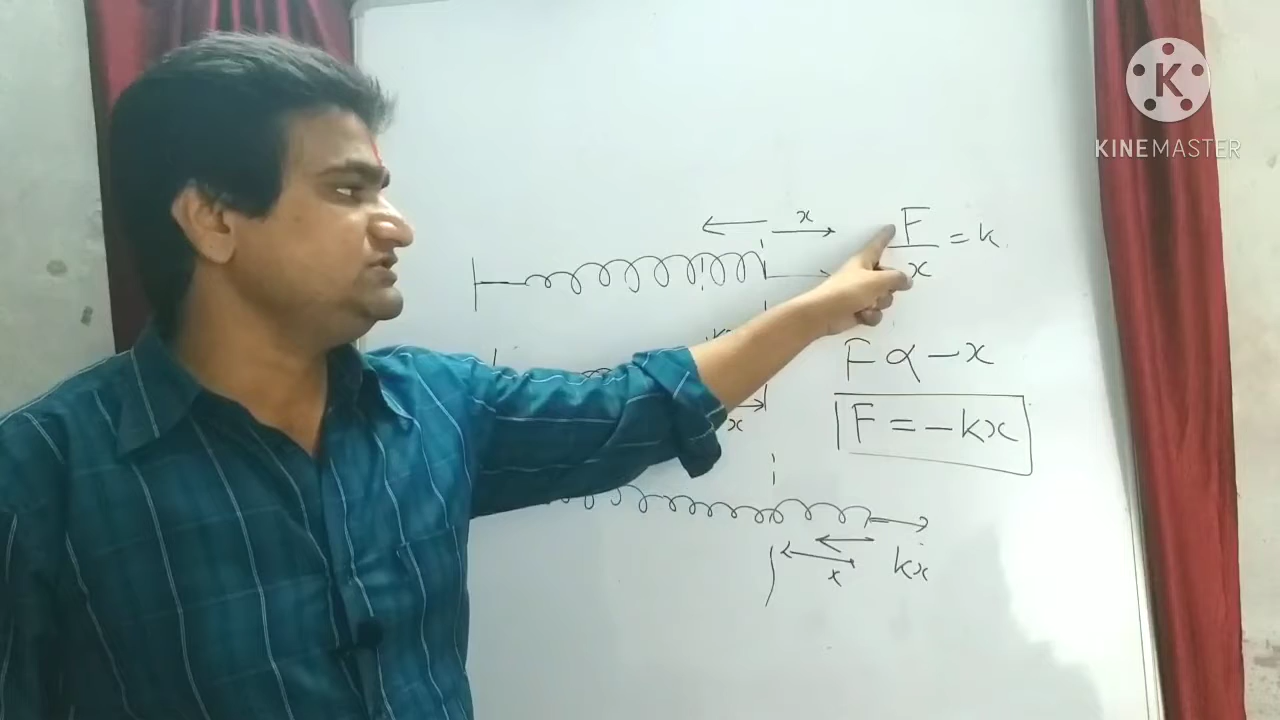 K
KINEMASTER
x
F/x = k
F ∝ -x
x
F = -kx
x
kx